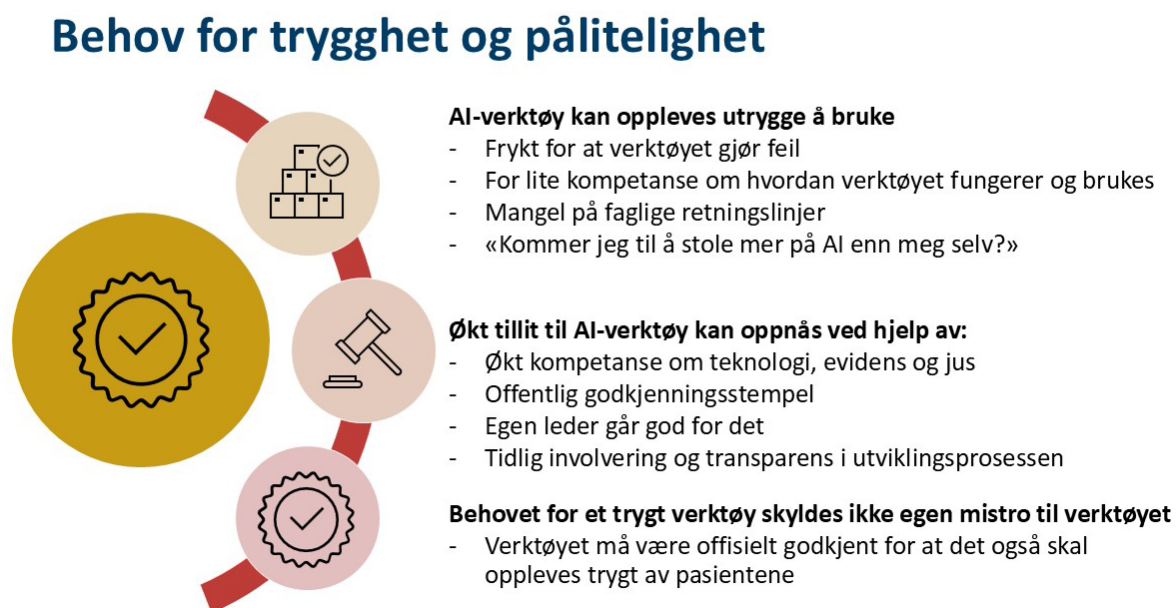 Behov for trygghet og pålitelighet
AI-verktøy kan oppleves utrygge å bruke
- Frykt for at verktøyet gjør feil
- For lite kompetanse om hvordan verktøyet fungerer og brukes
- Mangel på faglige retningslinjer
- «Kommer jeg til å stole mer på AI enn meg selv?»
Økt tillit til AI-verktøy kan oppnås ved hjelp av:
- Økt kompetanse om teknologi, evidens og jus
- Offentlig godkjenningsstempel
- Egen leder går god for det
- Tidlig involvering og transparens i utviklingsprosessen
Behovet for et trygt verktøy skyldes ikke egen mistro til verktøyet
- Verktøyet må være offisielt godkjent for at det også skal
oppleves trygt av pasientene